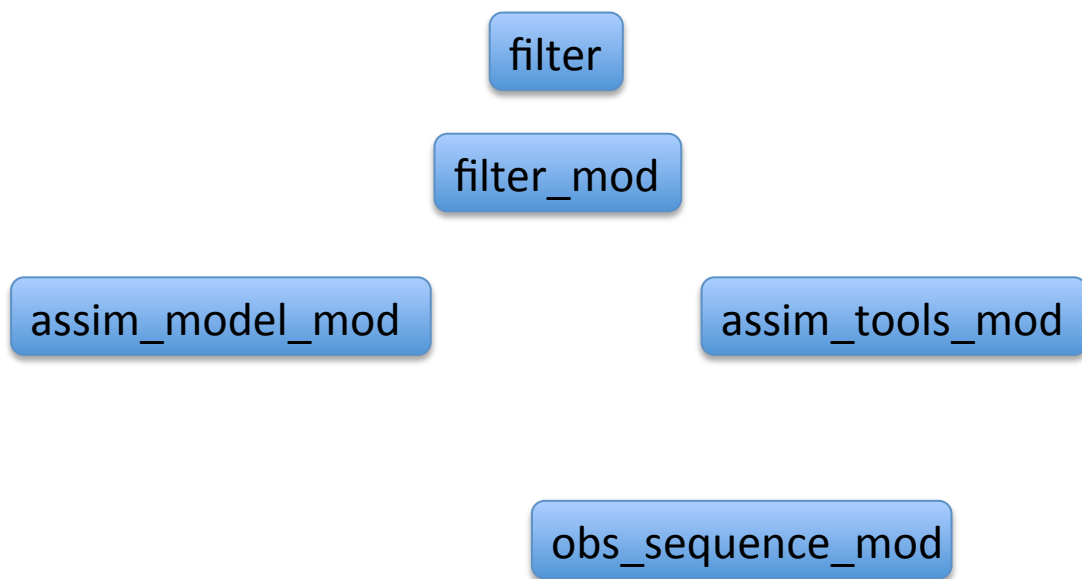 filter
filter_mod
assim_model_mod
assim_tools_mod
obs_sequence_mod